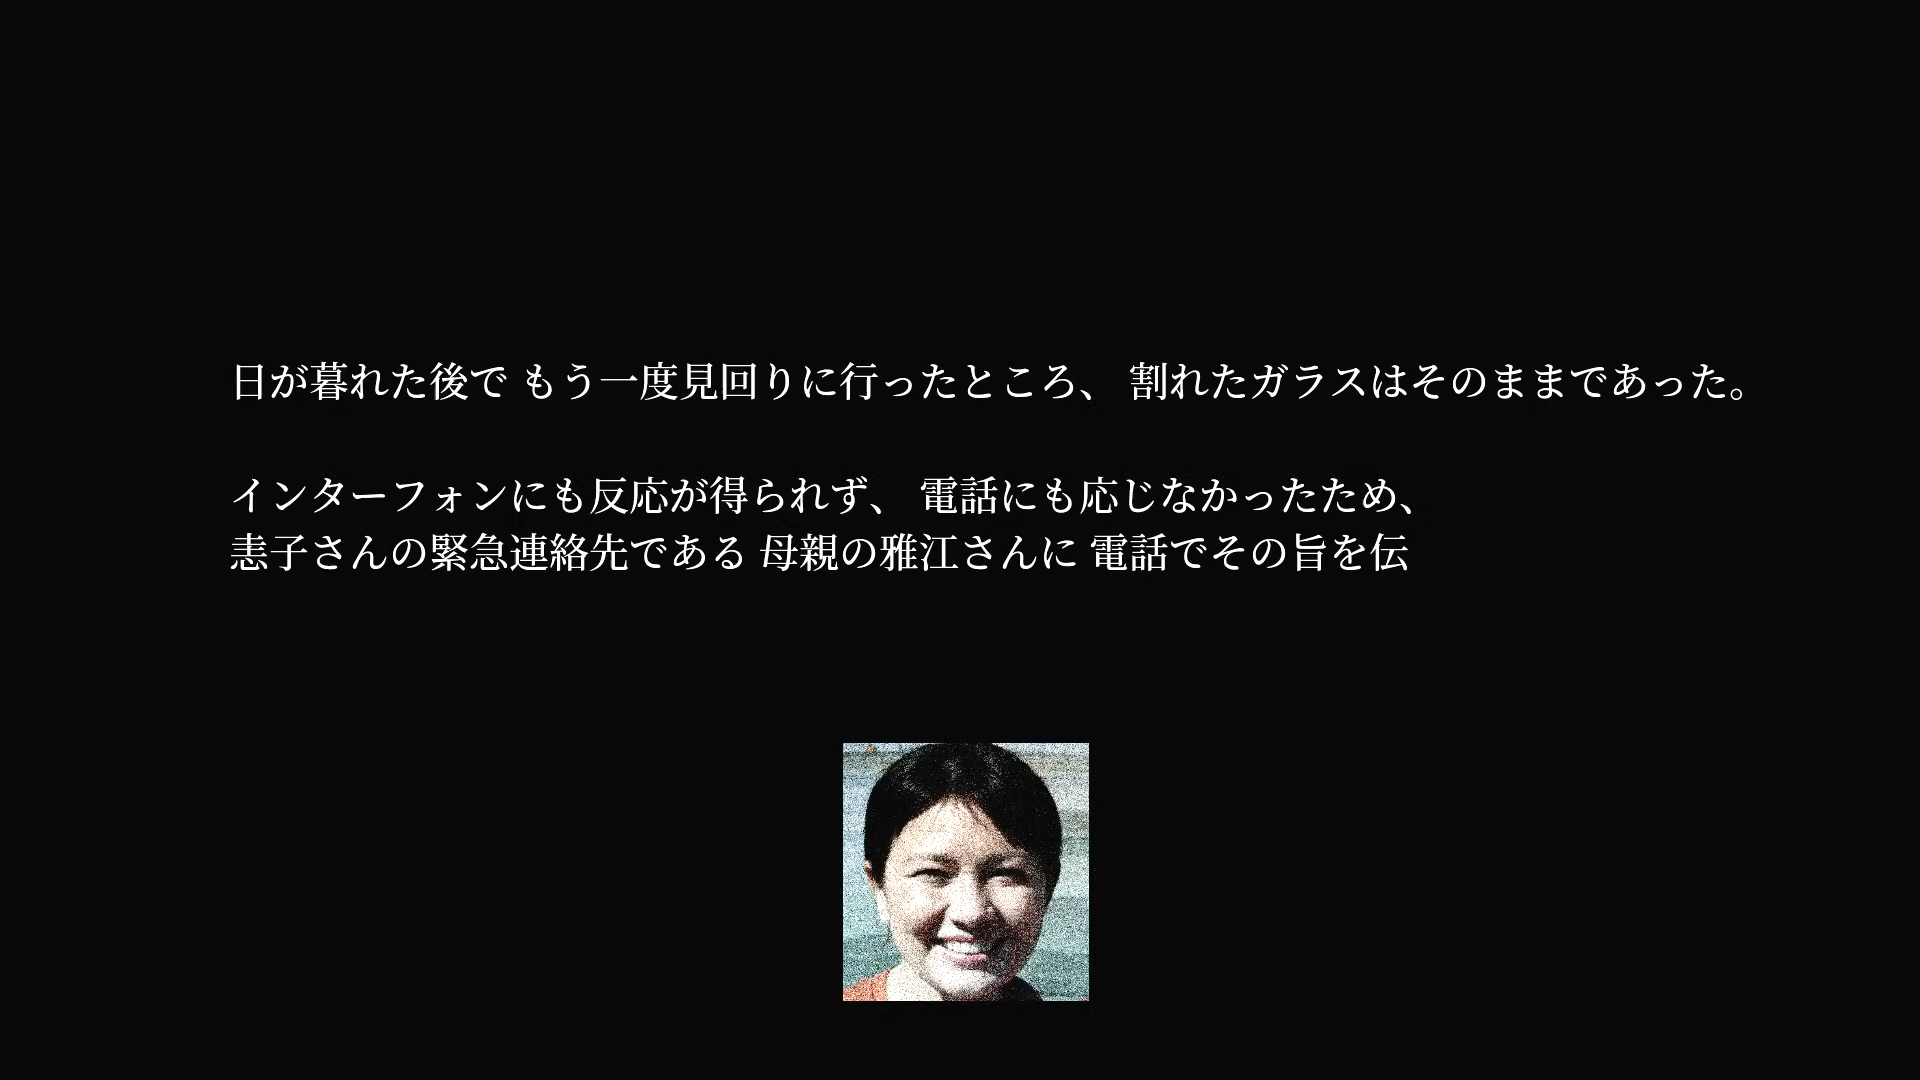 日が暮れた後で もう一度見回りに行ったところ、 割れたガラスはそのままであった。
インターフォンにも反応が得られず、 電話にも応じなかったため、
恚子さんの緊急連絡先である 母親の雅江さんに 電話でその旨を伝